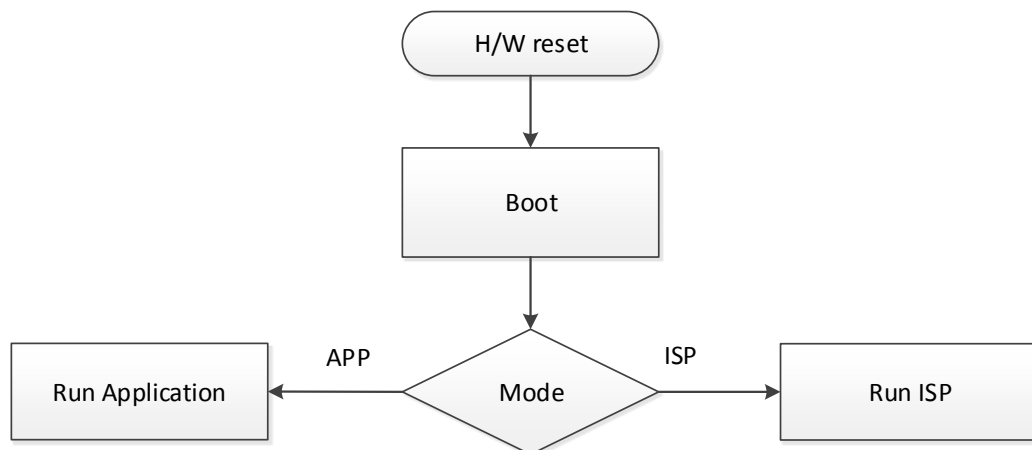 H/W reset
Boot
APP
ISP
Run Application
Mode
Run ISP